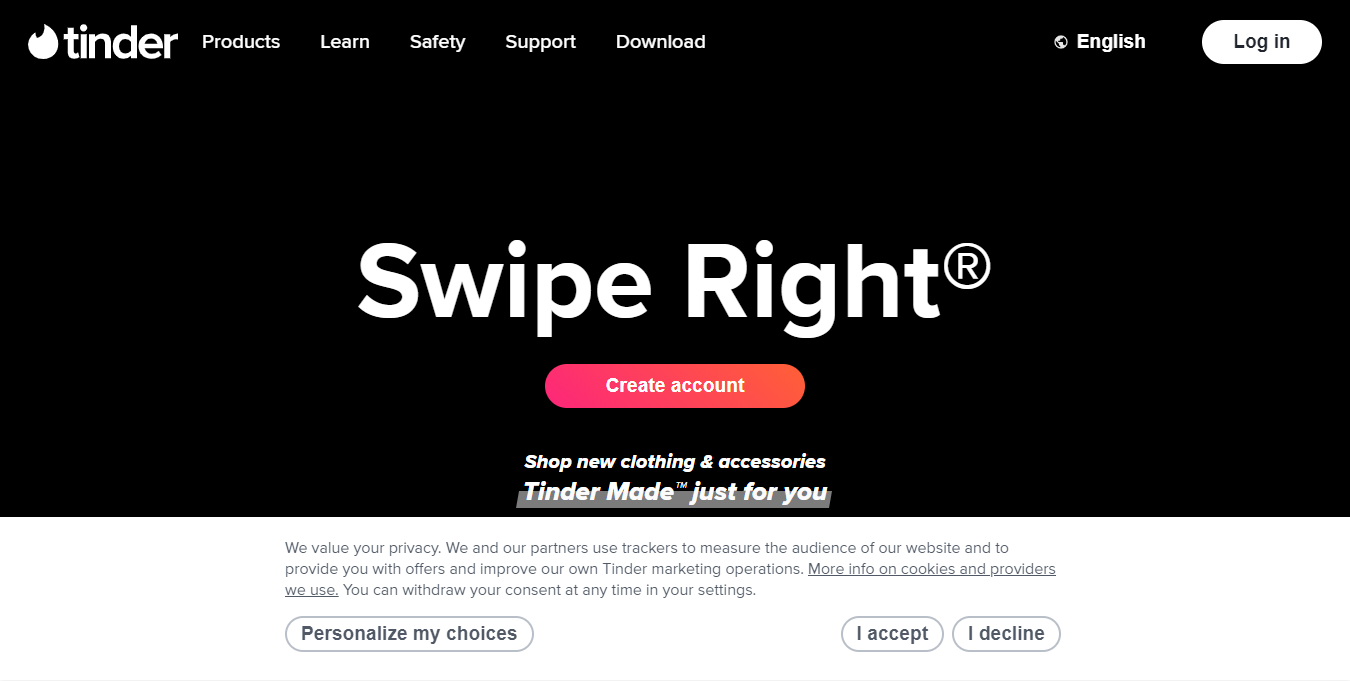 tinder Products Learn Safety Support Download English Log in
Swipe Right®
Create account
Shop new clothing & accessories
Tinder Made™ just for you
We value your privacy. We and our partners use trackers to measure the audience of our website and to
provide you with offers and improve our own Tinder marketing operations. More info on cookies and providers
we use. You can withdraw your consent at any time in your settings.
Personalize my choices I accept I decline